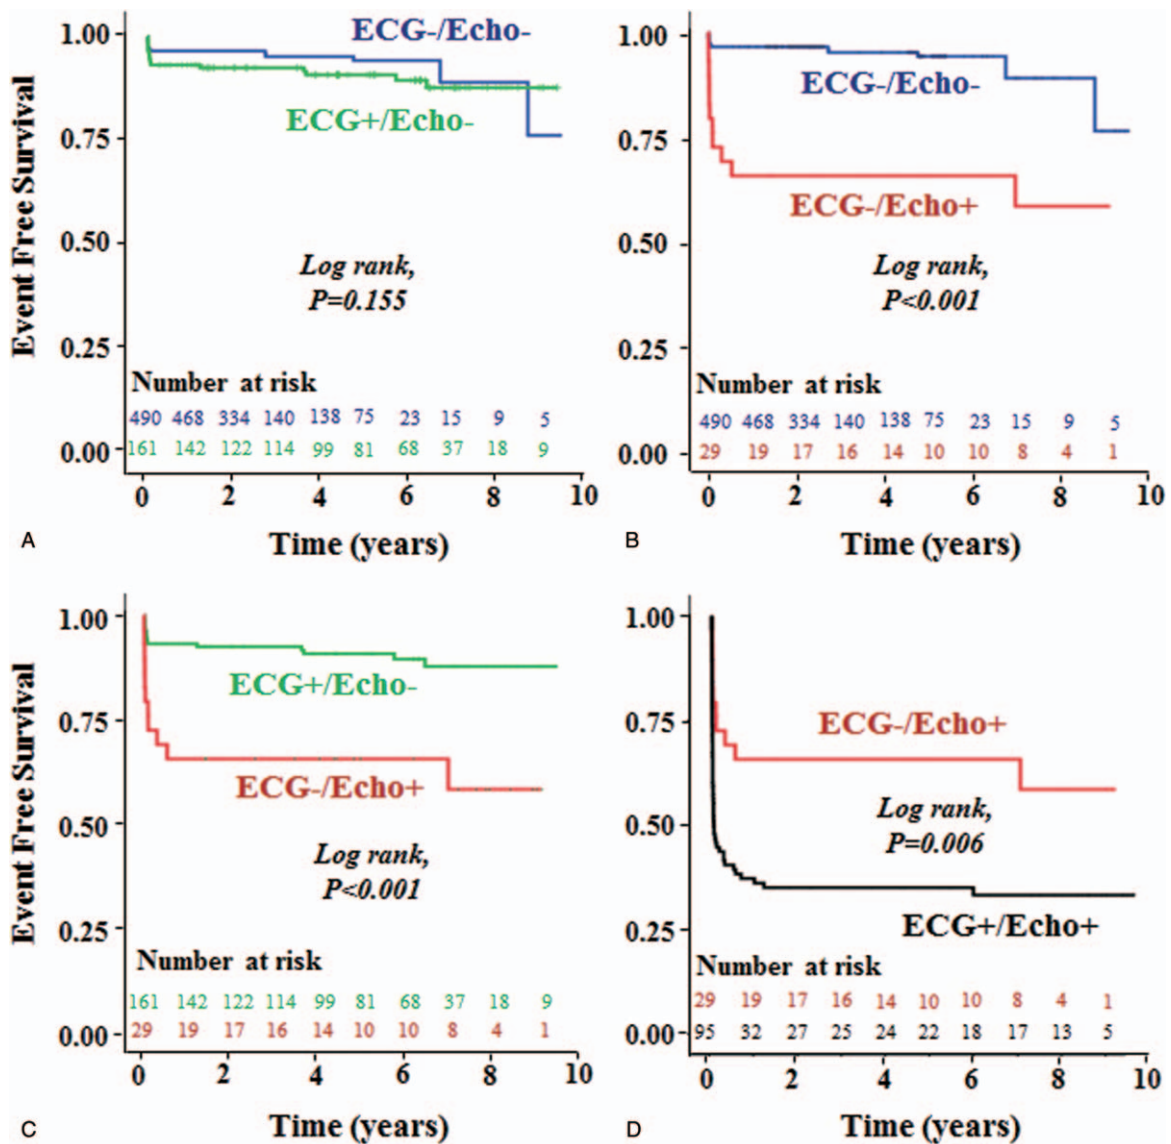 1.00
0.75
0.50
0.25
0.00
Event Free Survival
ECG-/Echo-
ECG+/Echo-
Log rank,
P=0.155
Number at risk
490 468 334 140 138 75 23 15 9 5
161 142 122 114 99 81 68 37 18 9
0 2 4 6 8 10
A
Time (years)
1.00
0.75
0.50
0.25
0.00
ECG-/Echo-
ECG-/Echo+
Log rank,
P<0.001
Number at risk
490 468 334 140 138 75 23 15 9 5
29 19 17 16 14 10 10 8 4 1
0 2 4 6 8 10
B
Time (years)
1.00
0.75
0.50
0.25
0.00
Event Free Survival
ECG+/Echo-
ECG-/Echo+
Log rank,
P<0.001
Number at risk
161 142 122 114 99 81 68 37 18 9
29 19 17 16 14 10 10 8 4 1
0 2 4 6 8 10
C
Time (years)
1.00
0.75
0.50
0.25
0.00
ECG-/Echo+
Log rank,
P=0.006
ECG+/Echo+
Number at risk
29 19 17 16 14 10 10 8 4 1
95 32 27 25 24 22 18 17 13 5
0 2 4 6 8 10
D
Time (years)